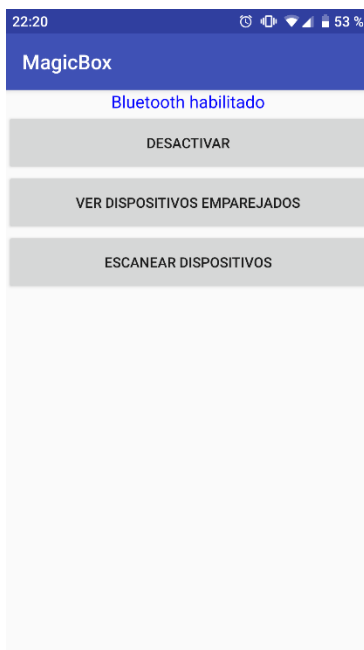 22:20 53 %
MagicBox
Bluetooth habilitado
DESACTIVAR
VER DISPOSITIVOS EMPAREJADOS
ESCANEAR DISPOSITIVOS